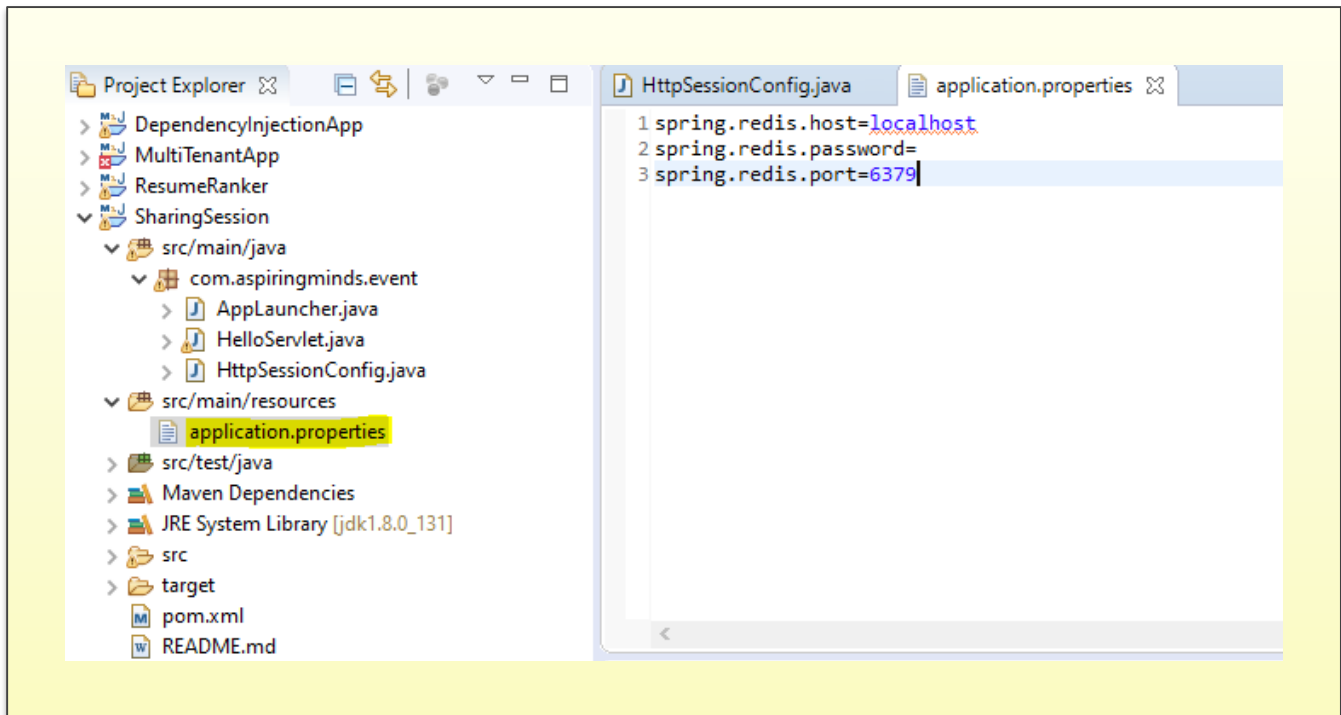 Project Explorer
DependencyInjectionApp
MultiTenantApp
ResumeRanker
SharingSession
src/main/java
com.aspiringminds.event
AppLauncher.java
HelloServlet.java
HttpSessionConfig.java
src/main/resources
application.properties
src/test/java
Maven Dependencies
JRE System Library [jdk1.8.0_131]
src
target
pom.xml
README.md
HttpSessionConfig.java application.properties
1 spring.redis.host=localhost
2 spring.redis.password=
3 spring.redis.port=6379